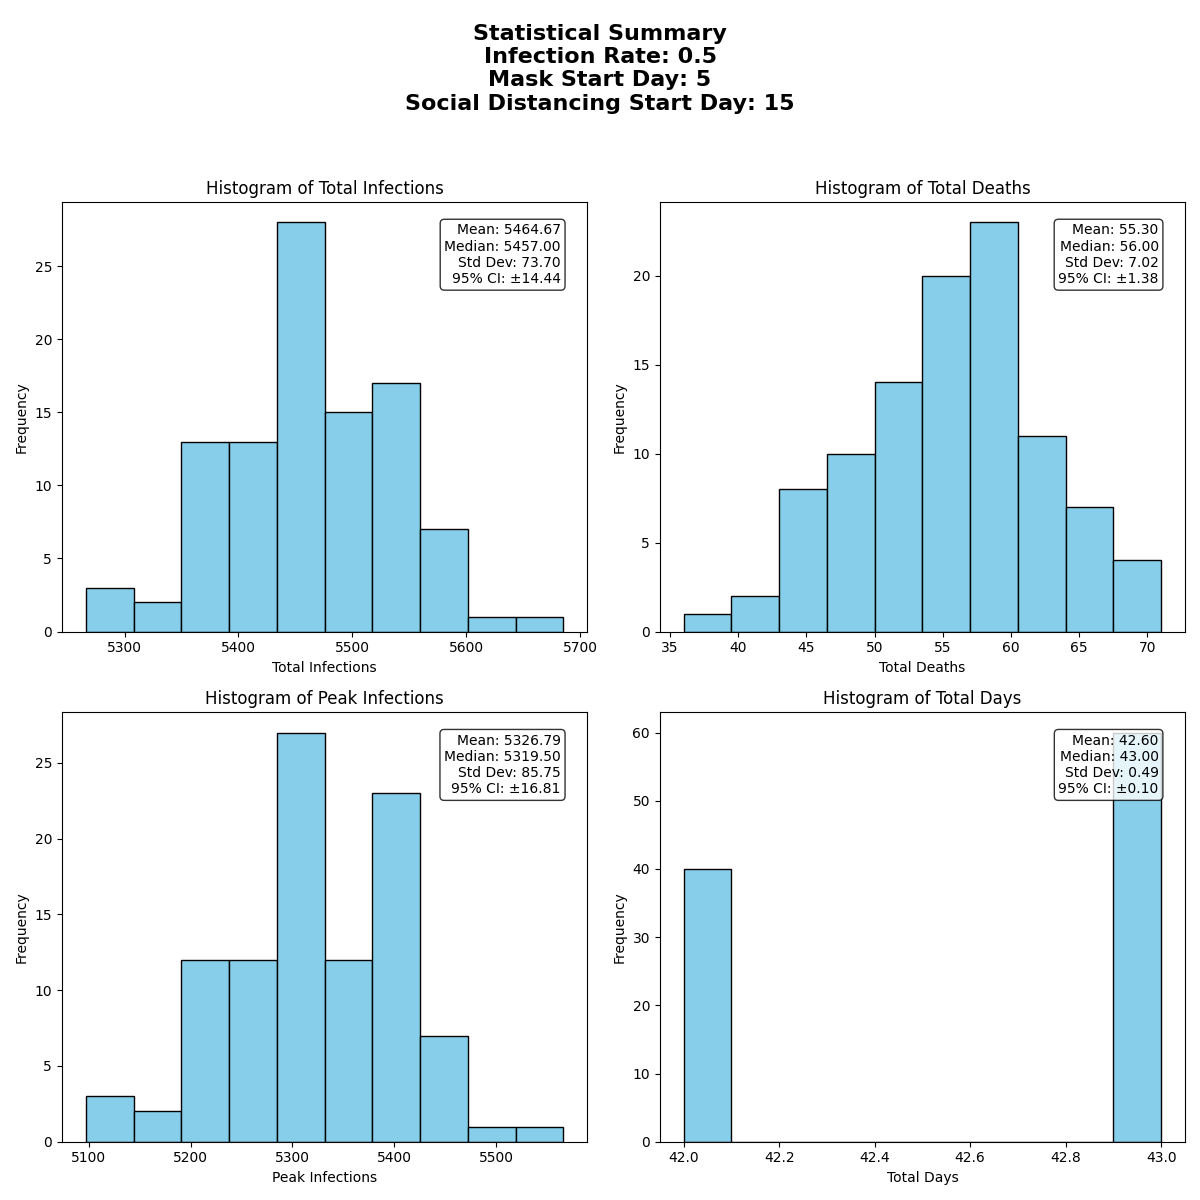 Statistical Summary
Infection Rate: 0.5
Mask Start Day: 5
Social Distancing Start Day: 15
Histogram of Total Infections
Mean: 5464.67
Median: 5457.00
Std Dev: 73.70
95% CI: ±14.44
Frequency
25
20
15
10
5
0
5300 5400 5500 5600 5700
Total Infections
Histogram of Total Deaths
Mean: 55.30
Median: 56.00
Std Dev: 7.02
95% CI: ±1.38
Frequency
20
15
10
5
0
35 40 45 50 55 60 65 70
Total Deaths
Histogram of Peak Infections
Mean: 5326.79
Median: 5319.50
Std Dev: 85.75
95% CI: ±16.81
Frequency
25
20
15
10
5
0
5100 5200 5300 5400 5500
Peak Infections
Histogram of Total Days
Mean: 42.60
Median: 43.00
Std Dev: 0.49
95% CI: ±0.10
Frequency
60
50
40
30
20
10
0
42.0 42.2 42.4 42.6 42.8 43.0
Total Days